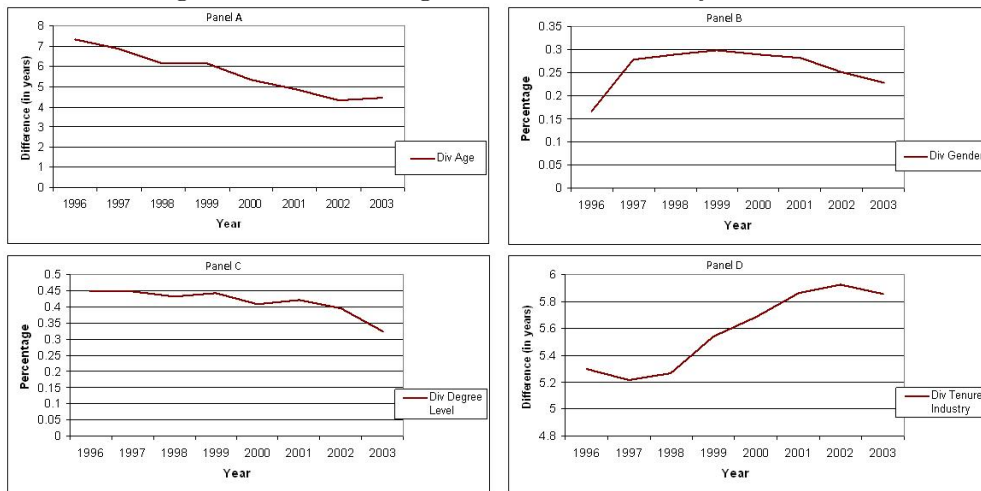 Panel A
Difference (in years)
8
7
6
5
4
3
2
1
0
1996 1997 1998 1999 2000 2001 2002 2003
Year
Div Age
Panel B
Percentage
0.4
0.35
0.3
0.25
0.2
0.15
0.1
0.05
0
1996 1997 1998 1999 2000 2001 2002 2003
Year
Div Gender
Panel C
Percentage
0.5
0.45
0.4
0.35
0.3
0.25
0.2
0.15
0.1
0.05
0
1996 1997 1998 1999 2000 2001 2002 2003
Year
Div Degree
Level
Panel D
Difference (in years)
6
5.8
5.6
5.4
5.2
5
4.8
1996 1997 1998 1999 2000 2001 2002 2003
Year
Div Tenure
Industry